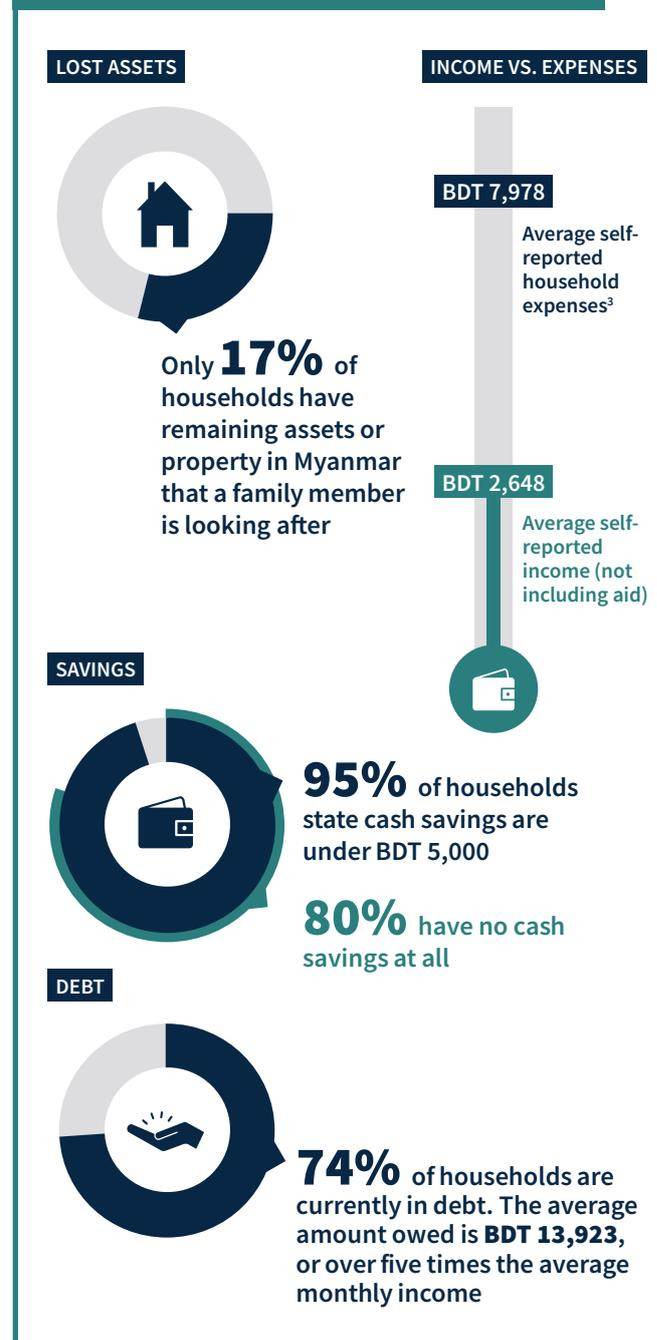 LOST ASSETS
Only 17% of
households have
remaining assets or
property in Myanmar
that a family member
is looking after
INCOME VS. EXPENSES
BDT 7,978
Average self-
reported
household
expenses³
BDT 2,648
Average self-
reported
income (not
including aid)
SAVINGS
95% of households
state cash savings are
under BDT 5,000
80% have no cash
savings at all
DEBT
74% of households are
currently in debt. The average
amount owed is BDT 13,923,
or over five times the average
monthly income